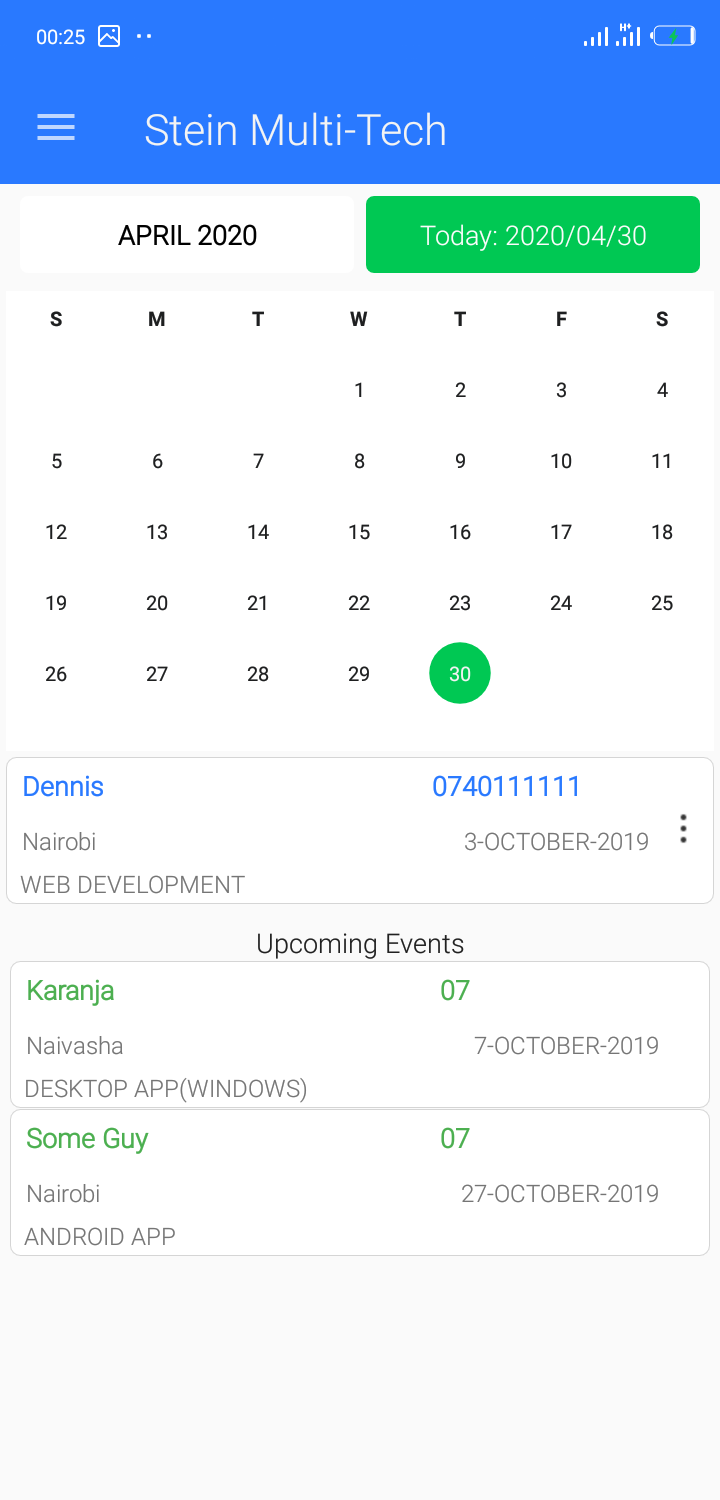 00:25 H+
Stein Multi-Tech
APRIL 2020 Today: 2020/04/30
S M T W T F S
1 2 3 4
5 6 7 8 9 10 11
12 13 14 15 16 17 18
19 20 21 22 23 24 25
26 27 28 29 30
Dennis 0740111111
Nairobi 3-OCTOBER-2019
WEB DEVELOPMENT
Upcoming Events
Karanja 07
Naivasha 7-OCTOBER-2019
DESKTOP APP(WINDOWS)
Some Guy 07
Nairobi 27-OCTOBER-2019
ANDROID APP